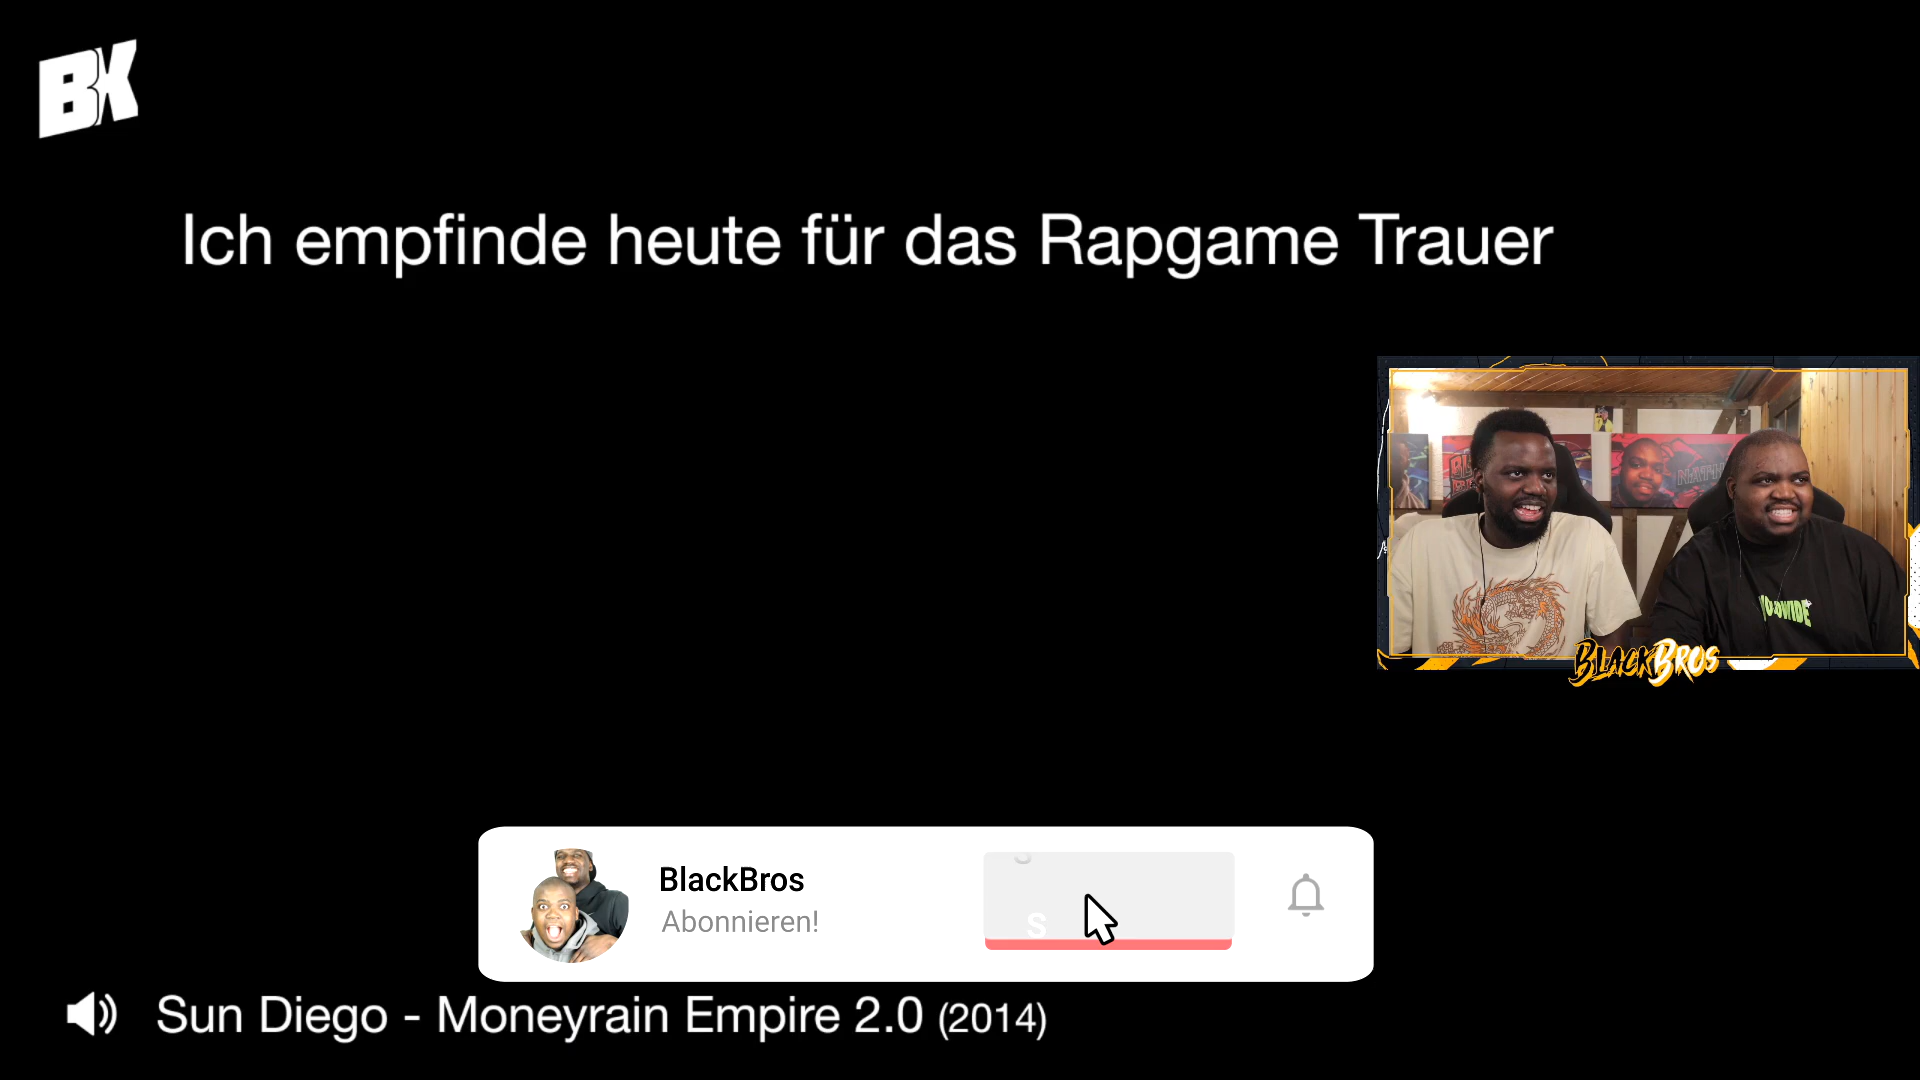 BK
Ich empfinde heute für das Rapgame Trauer
BLACKBROS
BlackBros
Abonnieren!
S
Sun Diego - Moneyrain Empire 2.0 (2014)